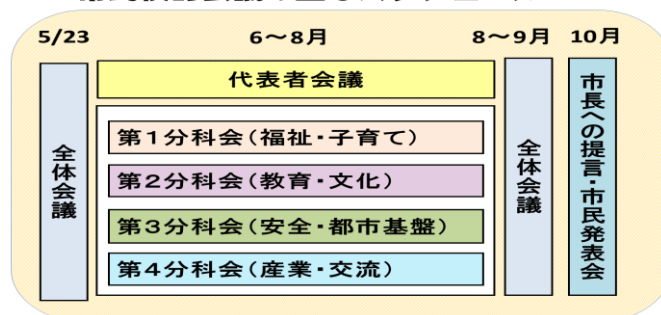 5/23
6～8月
8～9月
10月
全体会議
代表者会議
第1分科会(福祉・子育て)
第2分科会(教育・文化)
第3分科会(安全・都市基盤)
第4分科会(産業・交流)
全体会議
市長への提言・市民発表会